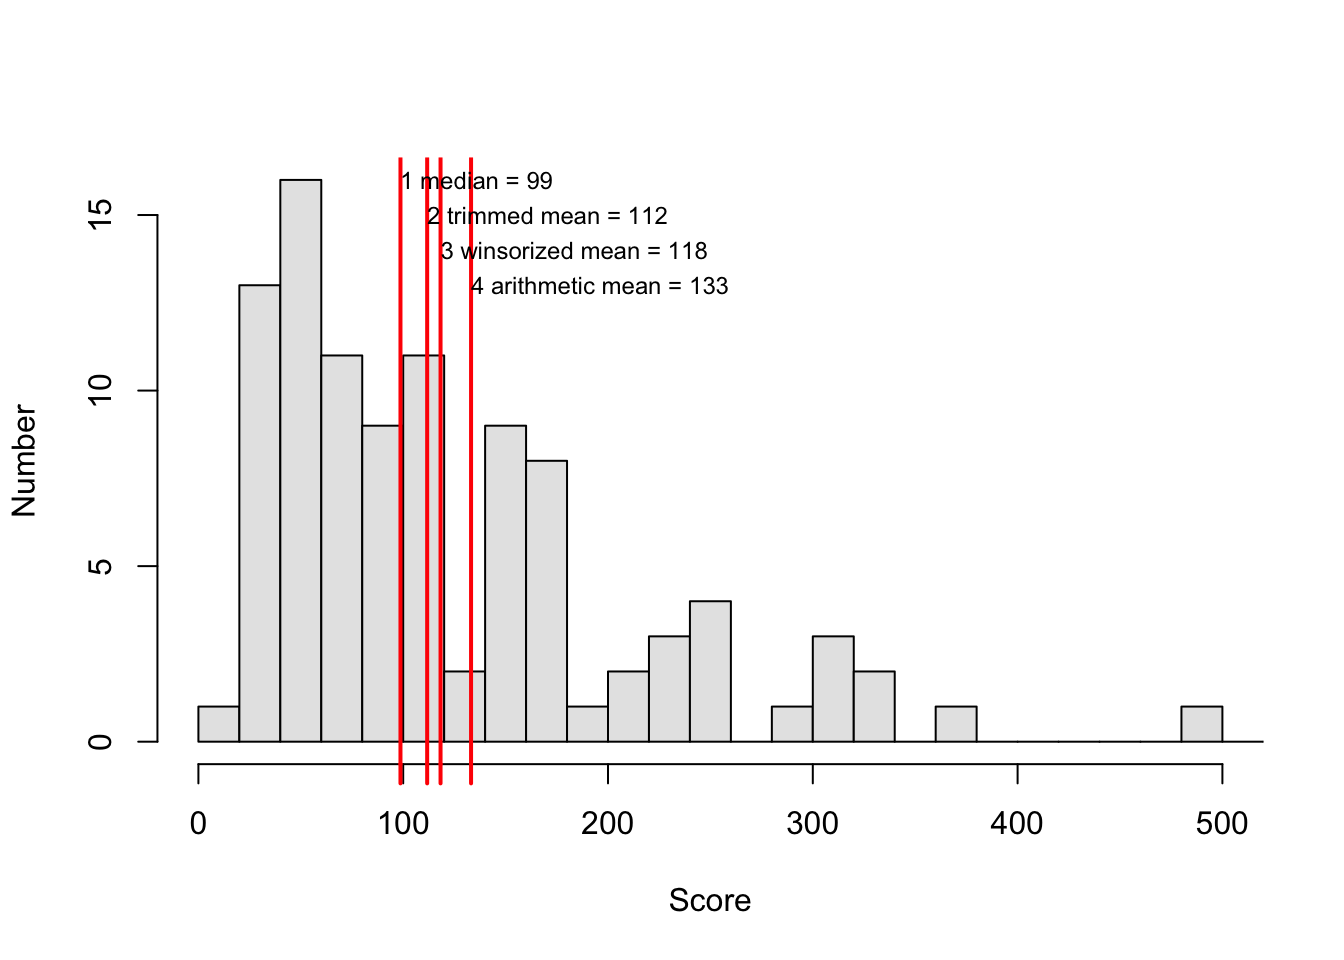 1 median = 99
2 trimmed mean = 112
3 winsorized mean = 118
4 arithmetic mean = 133
Number
15
10
5
0
0 100 200 300 400 500
Score